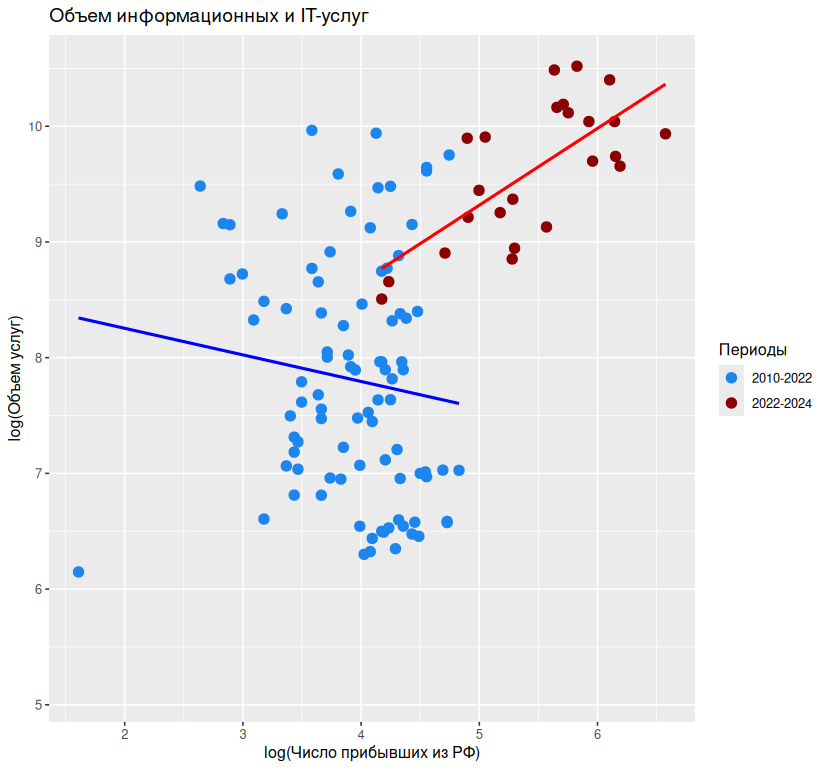 Объем информационных и IT-услуг
10
9
8
7
6
5
log(Объем услуг)
2 3 4 5 6
log(Число прибывших из РФ)
Периоды
2010-2022
2022-2024